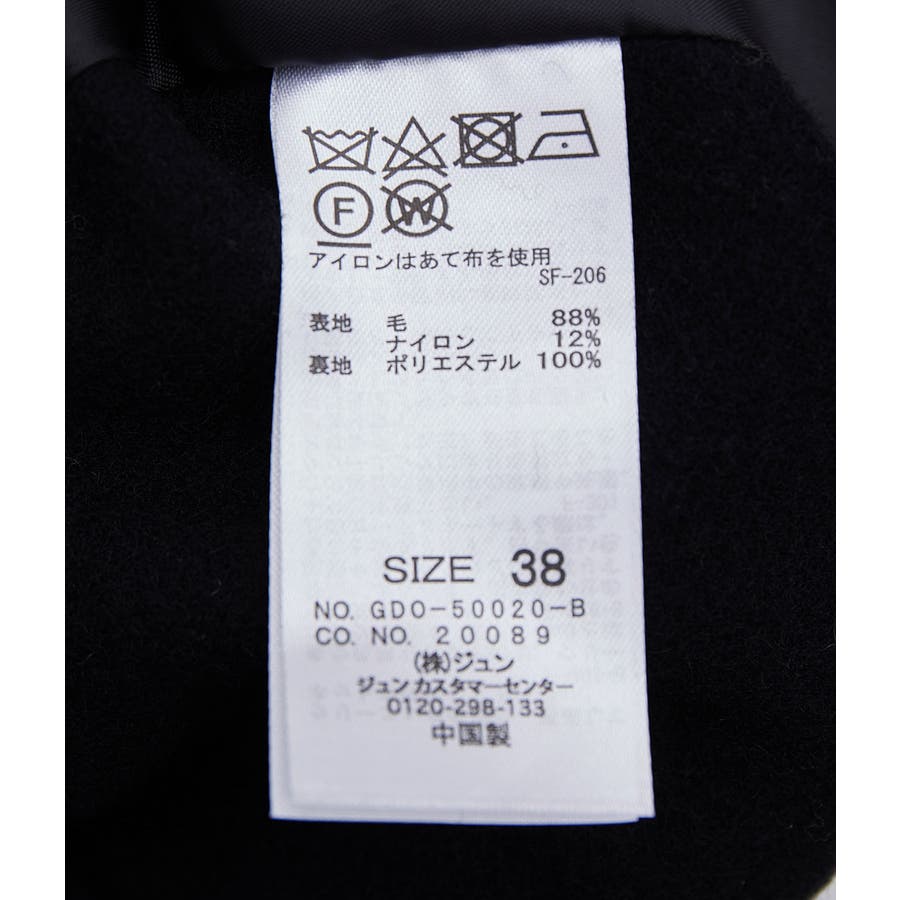 F W
アイロンはあて布を使用
SF-206
表地 毛 88%
ナイロン 12%
裏地 ポリエステル 100%
SIZE 38
NO. GDO-50020-B
CO. NO. 20089
(株)ジュン
ジュン カスタマーセンター
0120-298-133
中国製